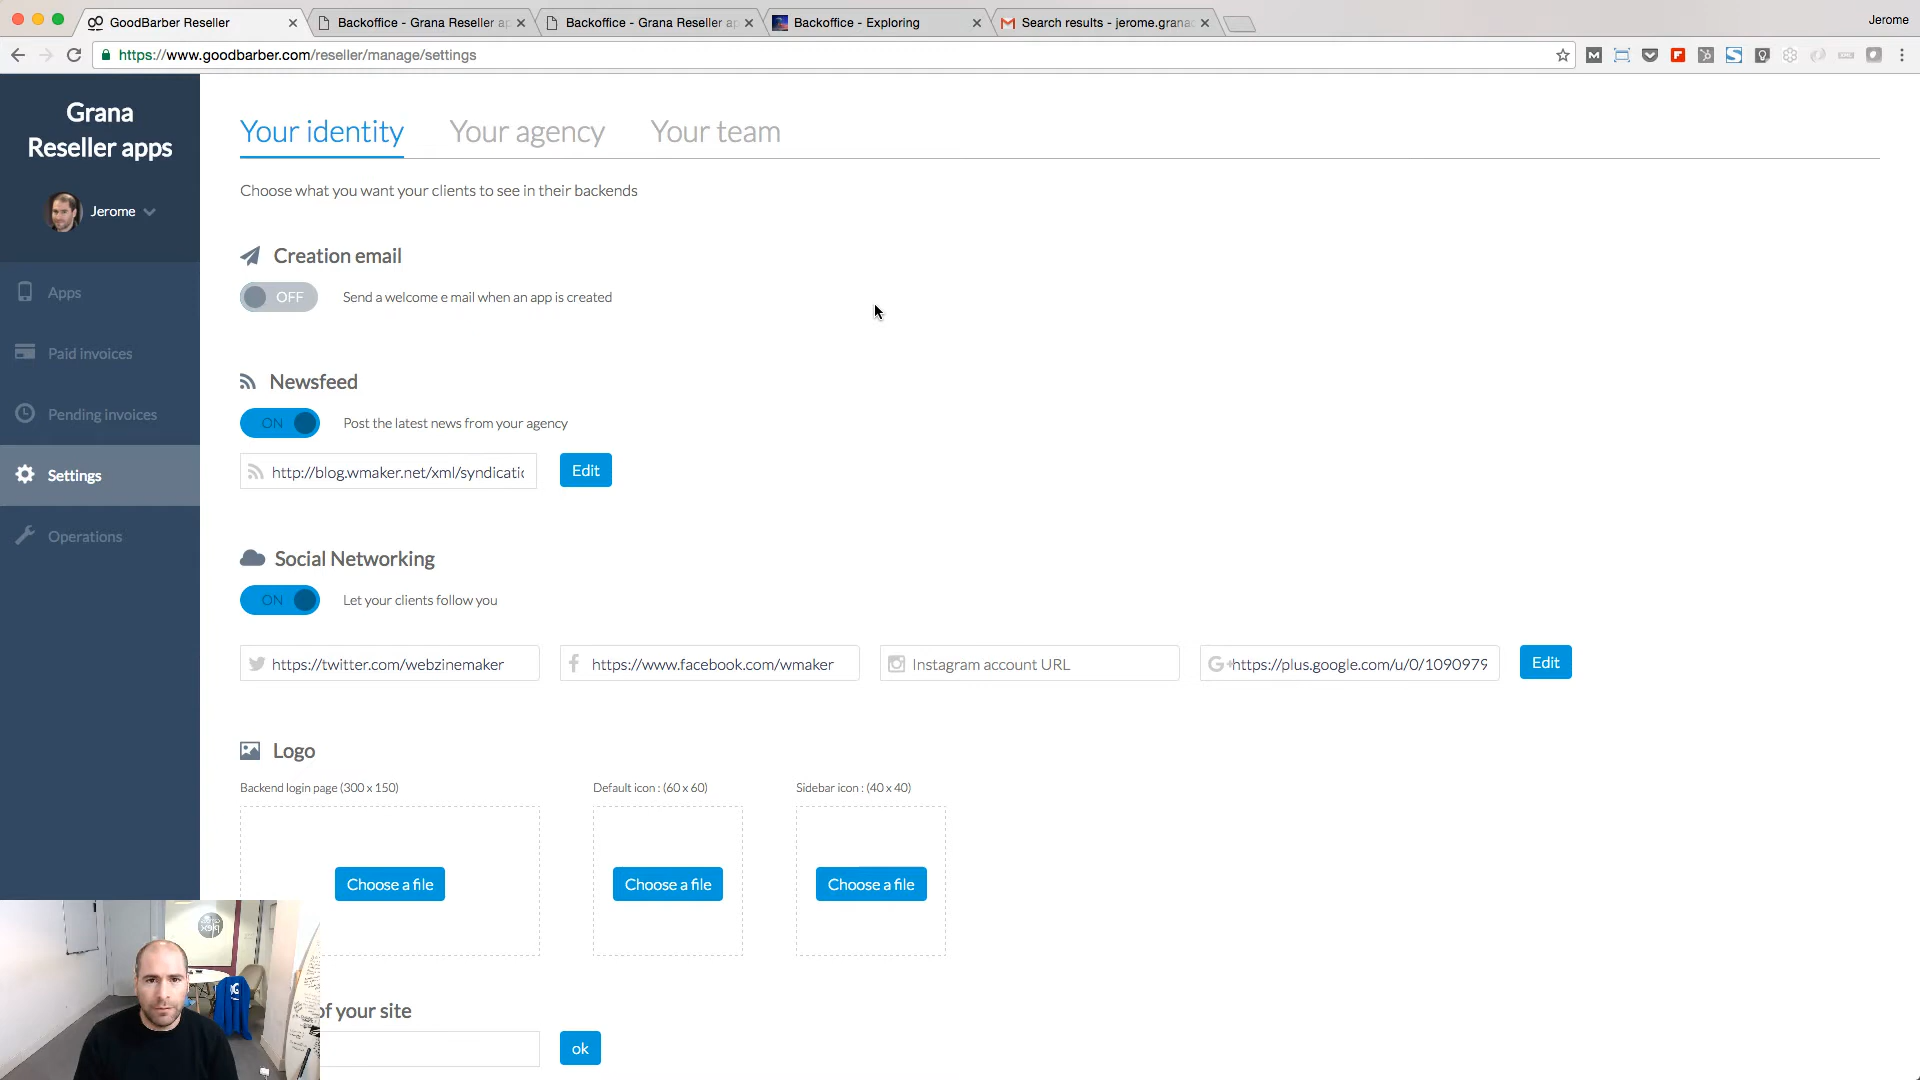 GoodBarber Reseller
Backoffice - Grana Reseller ap
Backoffice - Grana Reseller ap
Backoffice - Exploring
Search results - jerome.grana
Jerome
https://www.goodbarber.com/reseller/manage/settings
Grana
Reseller apps
Jerome
Apps
Paid invoices
Pending invoices
Settings
Operations
Your identity
Your agency
Your team
Choose what you want your clients to see in their backends
Creation email
OFF
Send a welcome e mail when an app is created
Newsfeed
ON
Post the latest news from your agency
http://blog.wmaker.net/xml/syndicatic
Edit
Social Networking
ON
Let your clients follow you
https://twitter.com/webzinemaker
https://www.facebook.com/wmaker
Instagram account URL
https://plus.google.com/u/0/1090979
Edit
Logo
Backend login page (300 x 150)
Default icon : (60 x 60)
Sidebar icon : (40 x 40)
Choose a file
Choose a file
Choose a file
of your site
ok